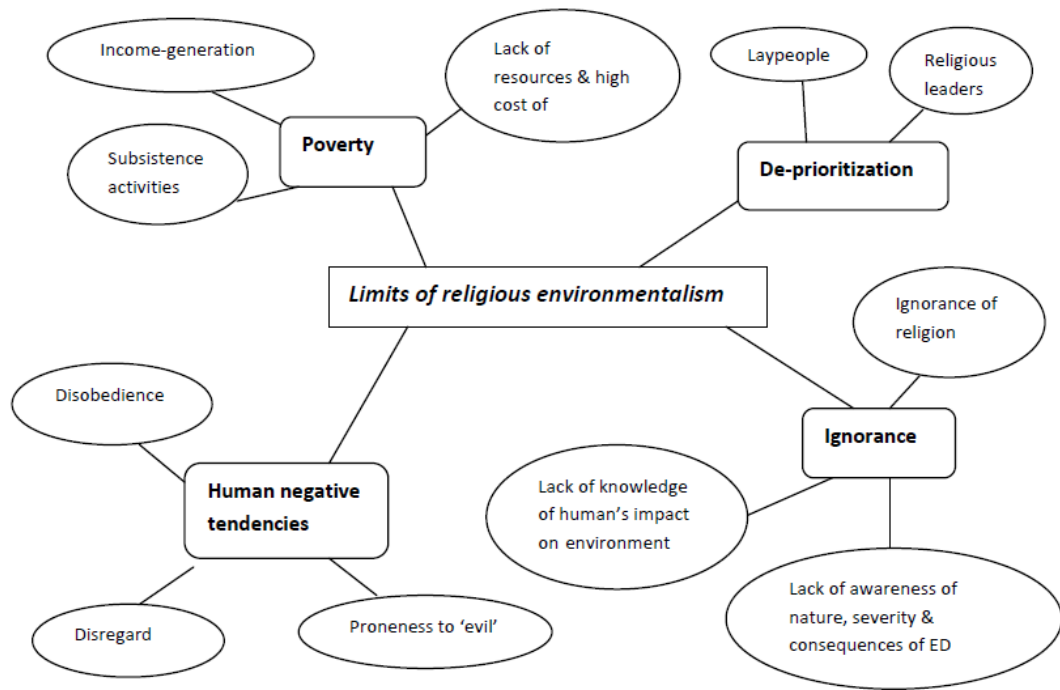 Income-generation
Lack of
resources & high
cost of
Laypeople
Religious
leaders
Poverty
Subsistence
activities
De-prioritization
Limits of religious environmentalism
Ignorance of
religion
Disobedience
Ignorance
Human negative
tendencies
Lack of knowledge
of human's impact
on environment
Disregard
Proneness to ‘evil’
Lack of awareness of
nature, severity &
consequences of ED